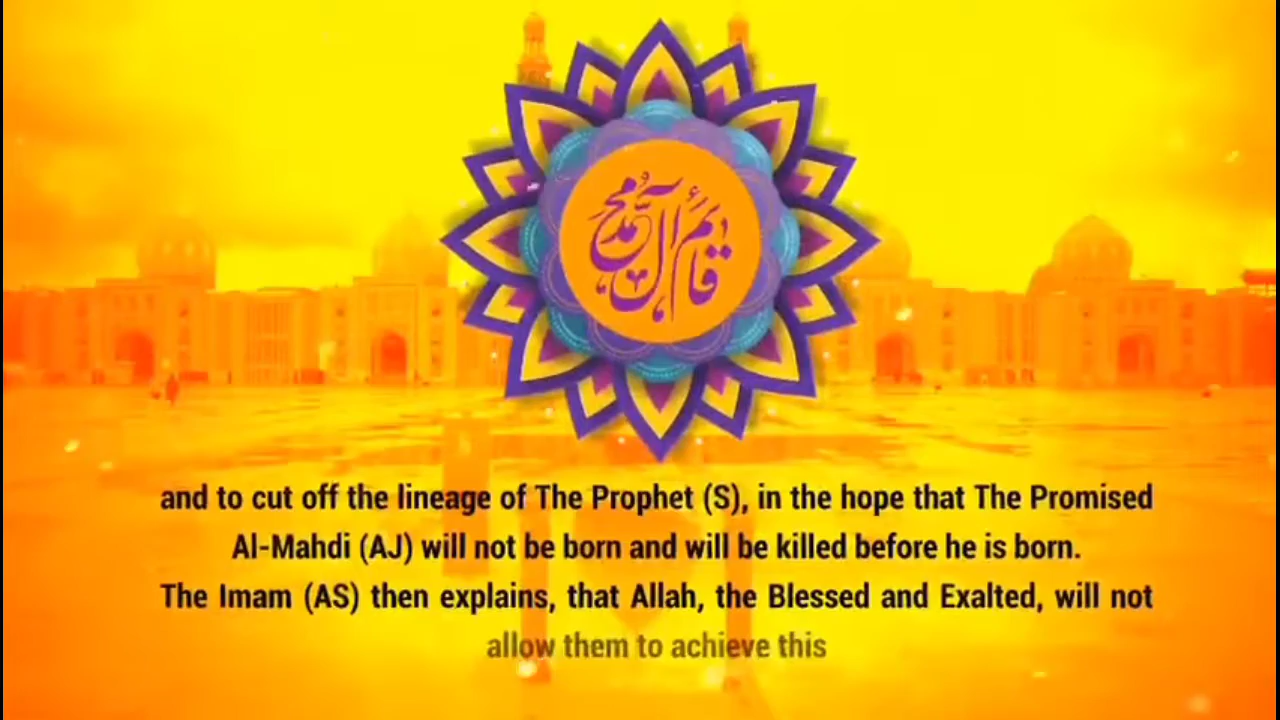 قائم آل محمد
and to cut off the lineage of The Prophet (S), in the hope that The Promised
Al-Mahdi (AJ) will not be born and will be killed before he is born.
The Imam (AS) then explains, that Allah, the Blessed and Exalted, will not
allow them to achieve this